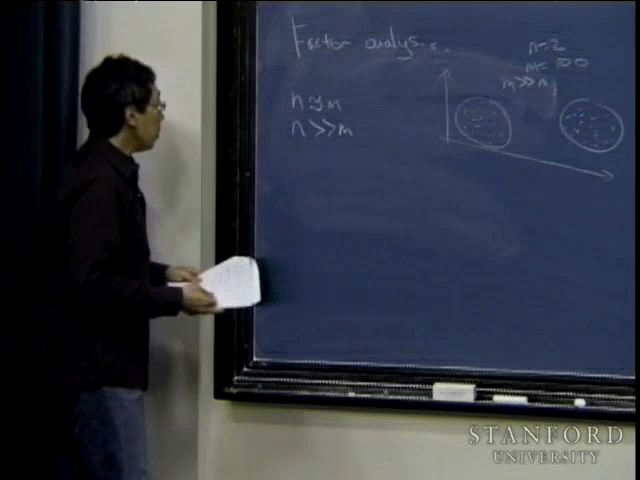 Factor analysis.
n=2
m≈ 100
m >> n
n ≈ m
n >> m
STANFORD
UNIVERSITY